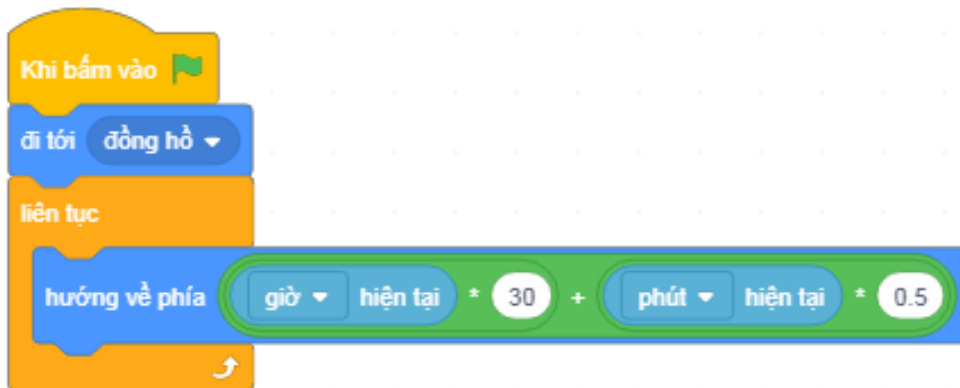 Khi bấm vào
đi tới đồng hồ
liên tục
hướng về phía giờ hiện tại * 30 + phút hiện tại * 0.5